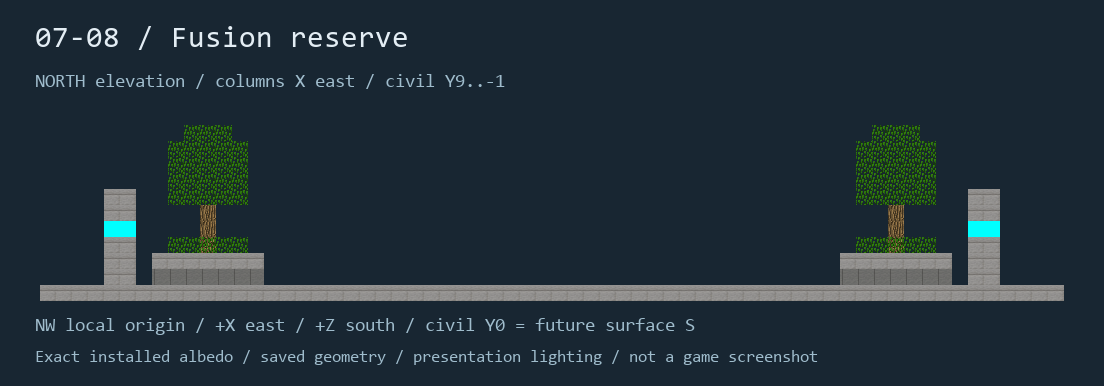 07-08 / Fusion reserve
NORTH elevation / columns X east / civil Y9..-1
NW local origin / +X east / +Z south / civil Y0 = future surface S
Exact installed albedo / saved geometry / presentation lighting / not a game screenshot